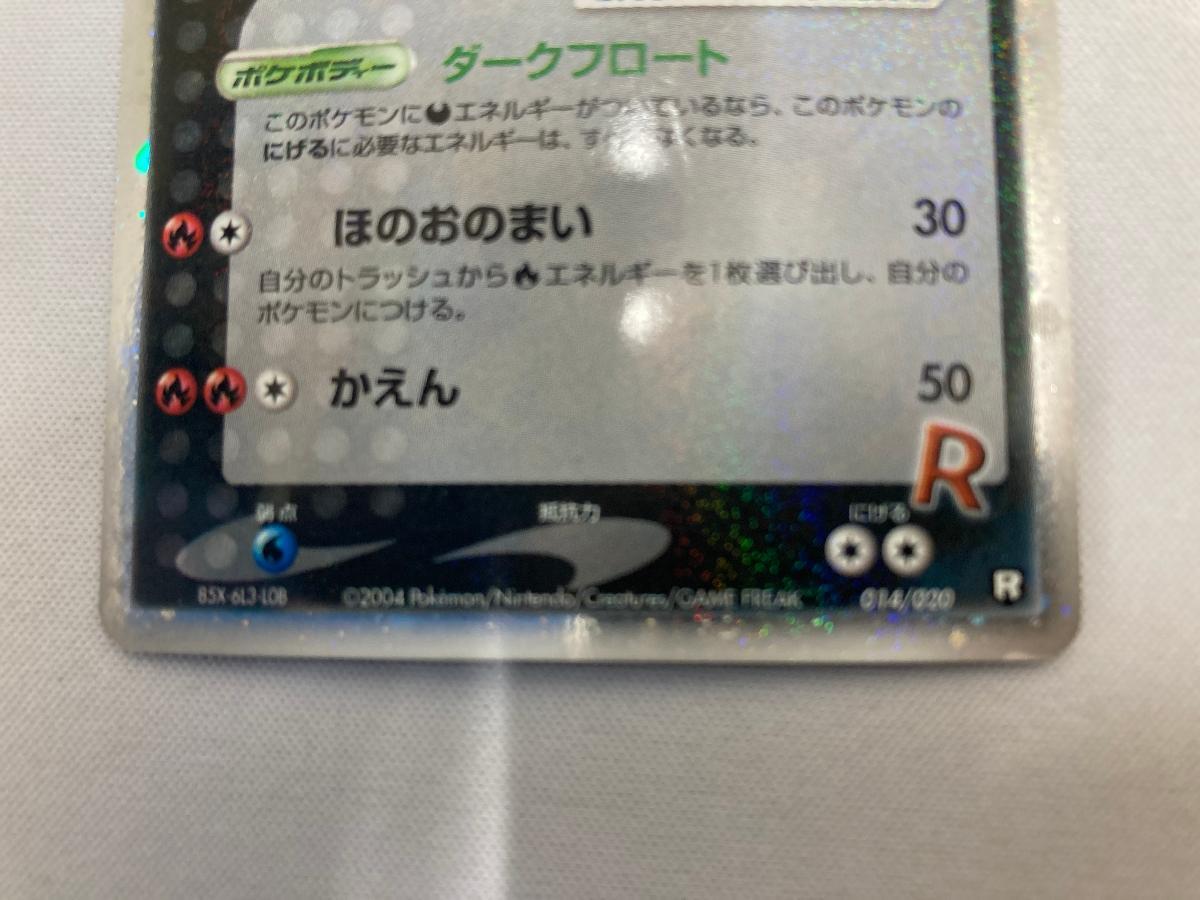 ポケボディー ダークフロート
このポケモンにエネルギーがついているなら、このポケモンの
にげるに必要なエネルギーは、すべてなくなる。
ほのおのまい 30
自分のトラッシュからエネルギーを1枚選び出し、自分の
ポケモンにつける。
かえん 50
R
弱点 抵抗力 にげる
©2004 Pokémon/Nintendo/Creatures/GAME FREAK
R